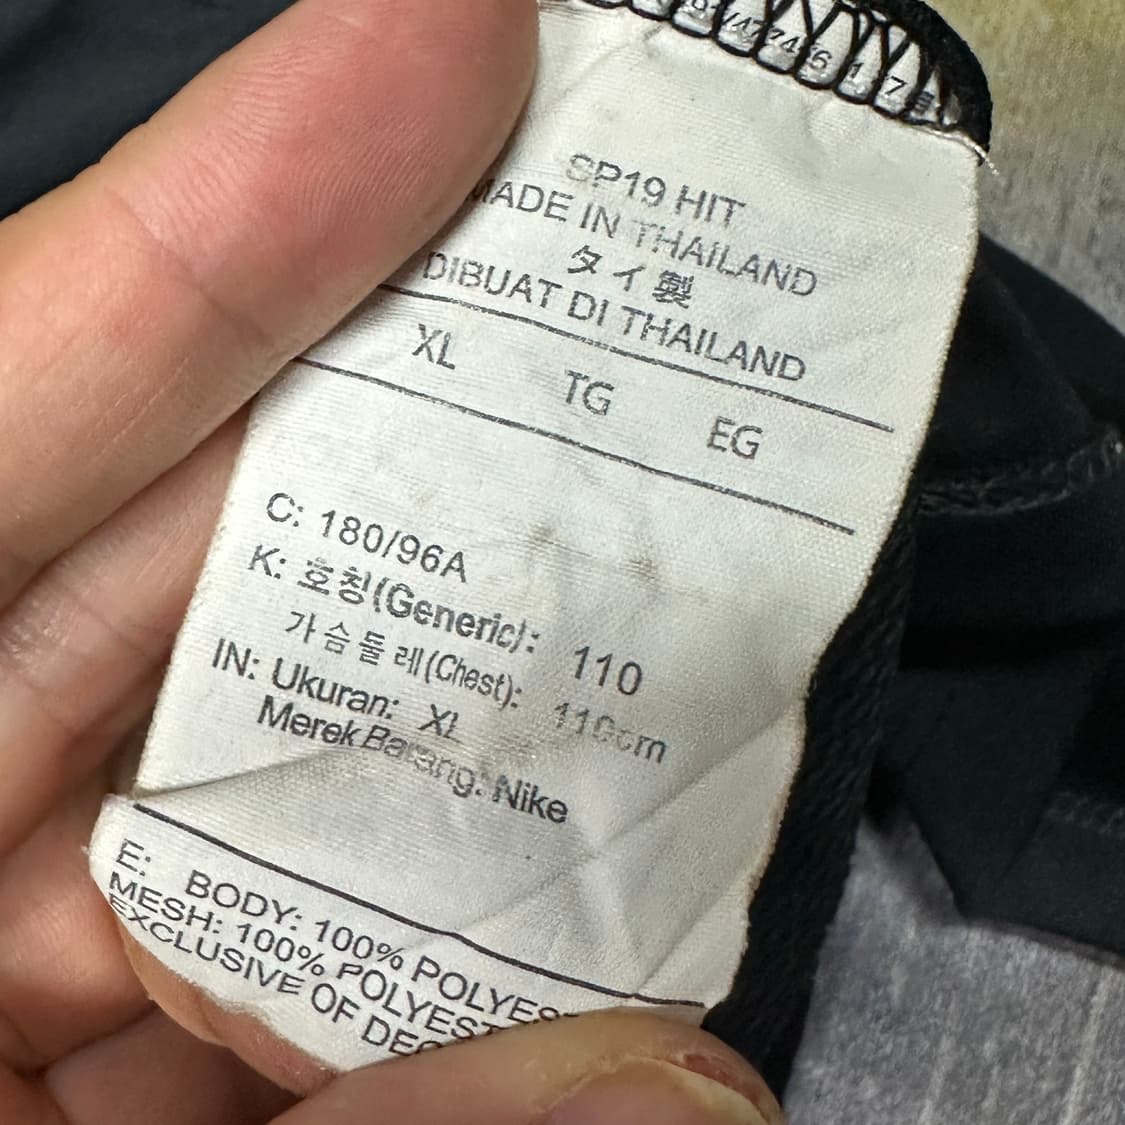 SP19 HIT
MADE IN THAILAND
タイ製
DIBUAT DI THAILAND
XL TG EG
C: 180/96A
K: 호칭(Generic): 110
가슴둘레(Chest): 110cm
IN: Ukuran: XL
Merek Barang: Nike
E: BODY: 100% POLYES
MESH: 100% POLYEST
EXCLUSIVE OF DEC